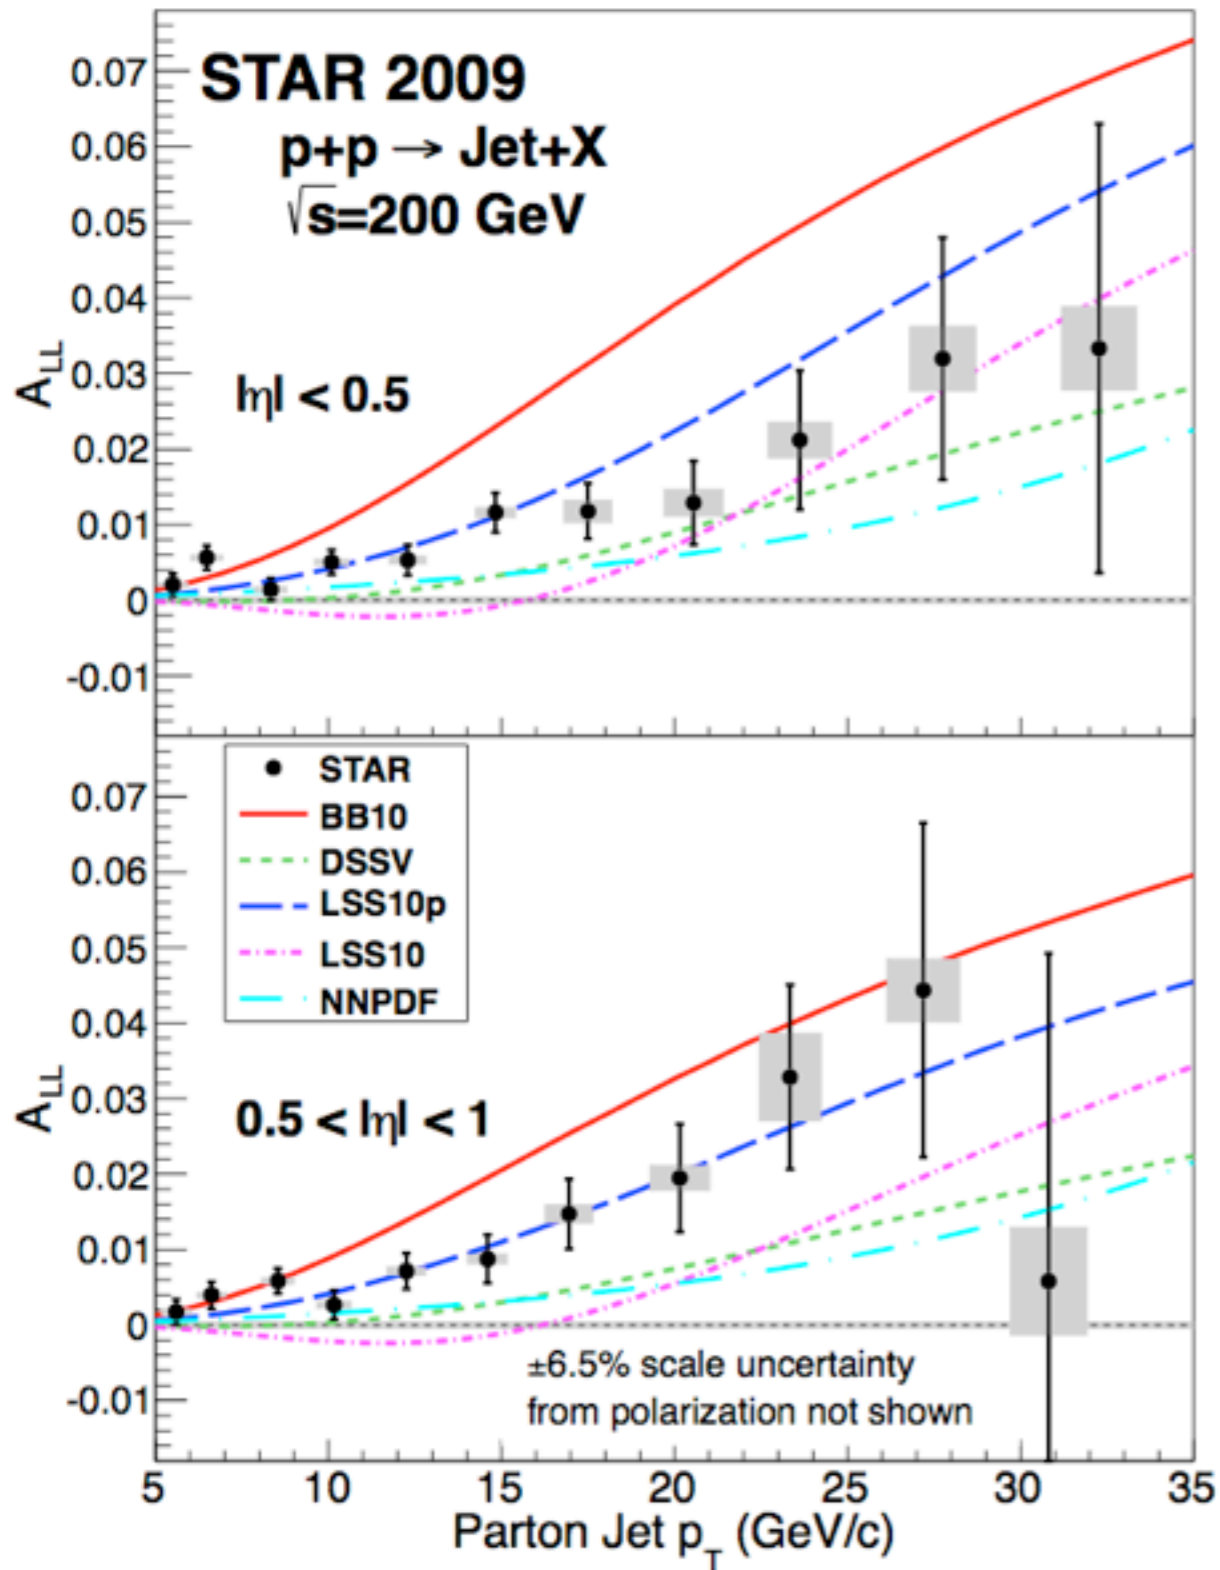 STAR 2009
p+p → Jet+X
√s=200 GeV
0.07
0.06
0.05
0.04
0.03
0.02
0.01
0
-0.01
A_LL
|η| < 0.5
STAR
BB10
DSSV
LSS10p
LSS10
NNPDF
0.07
0.06
0.05
0.04
0.03
0.02
0.01
0
-0.01
A_LL
0.5 < |η| < 1
±6.5% scale uncertainty
from polarization not shown
5 10 15 20 25 30 35
Parton Jet p_T (GeV/c)